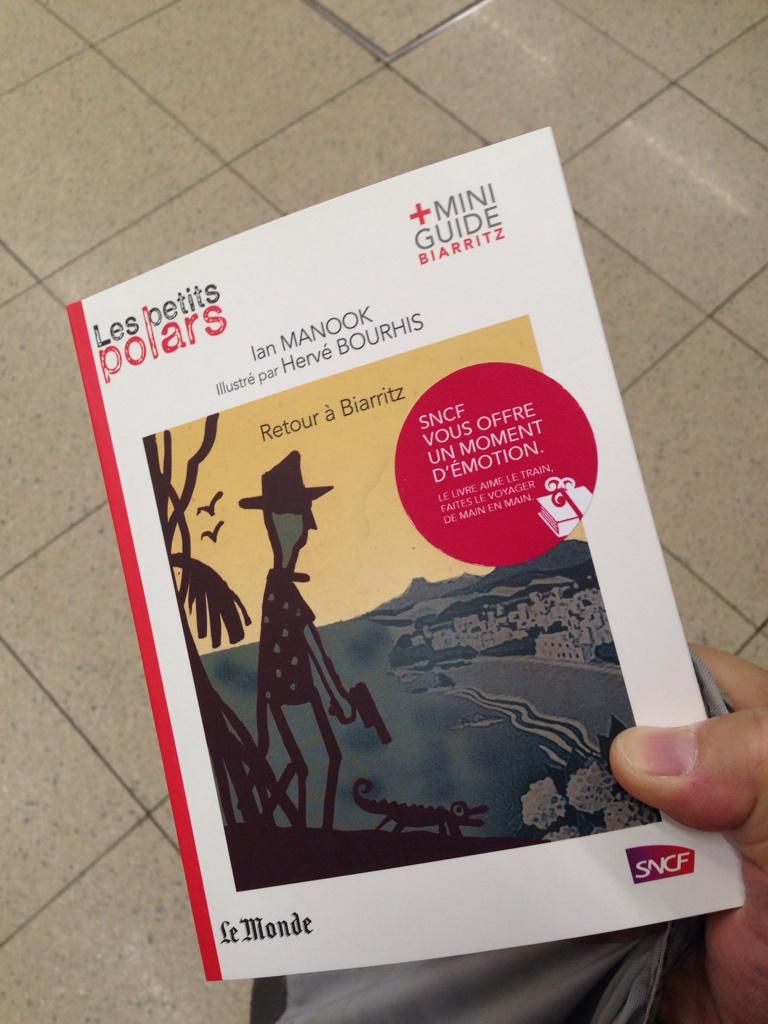 +MINI
GUIDE
BIARRITZ
Les petits
polars
Ian MANOOK
Illustré par Hervé BOURHIS
Retour à Biarritz
SNCF
VOUS OFFRE
UN MOMENT
D'ÉMOTION.
LE LIVRE AIME LE TRAIN,
FAITES LE VOYAGER
DE MAIN EN MAIN.
SNCF
Le Monde